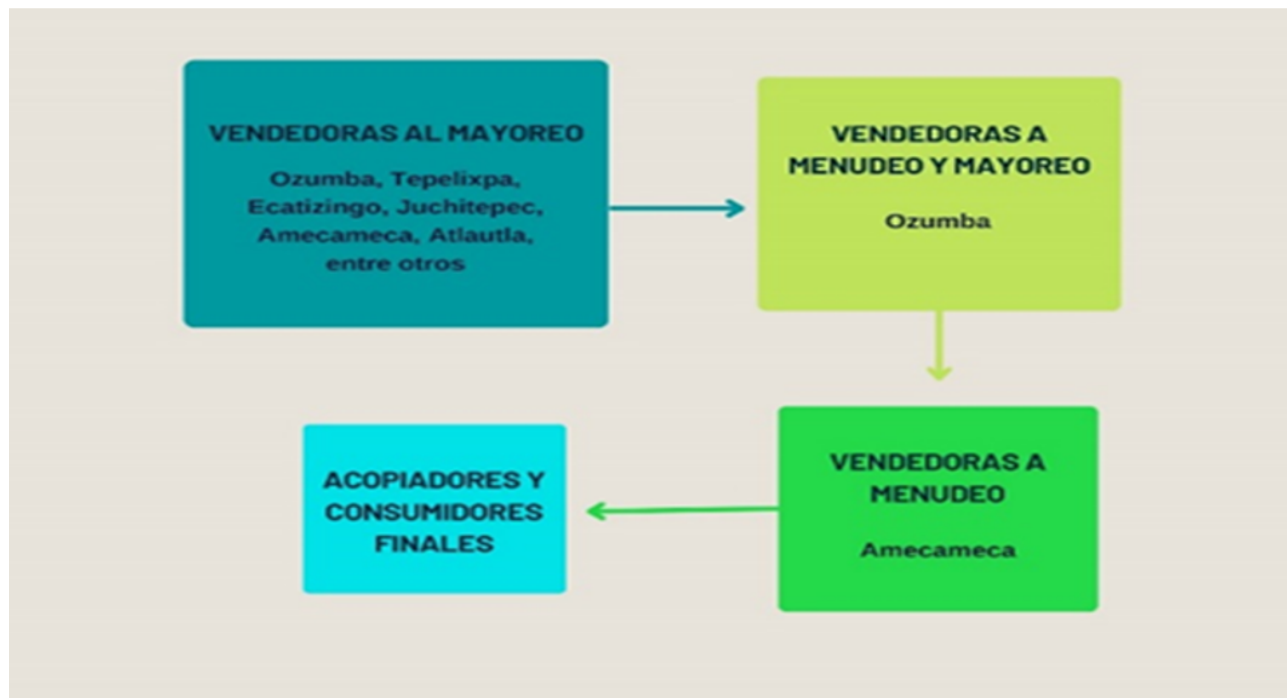 VENDEDORAS AL MAYOREO
Ozumba, Tepelixpa,
Ecatizingo, Juchitepec,
Amecameca, Atlautla,
entre otros
VENDEDORAS A
MENUDEO Y MAYOREO
Ozumba
VENDEDORAS A
MENUDEO
Amecameca
ACOPIADORES Y
CONSUMIDORES
FINALES